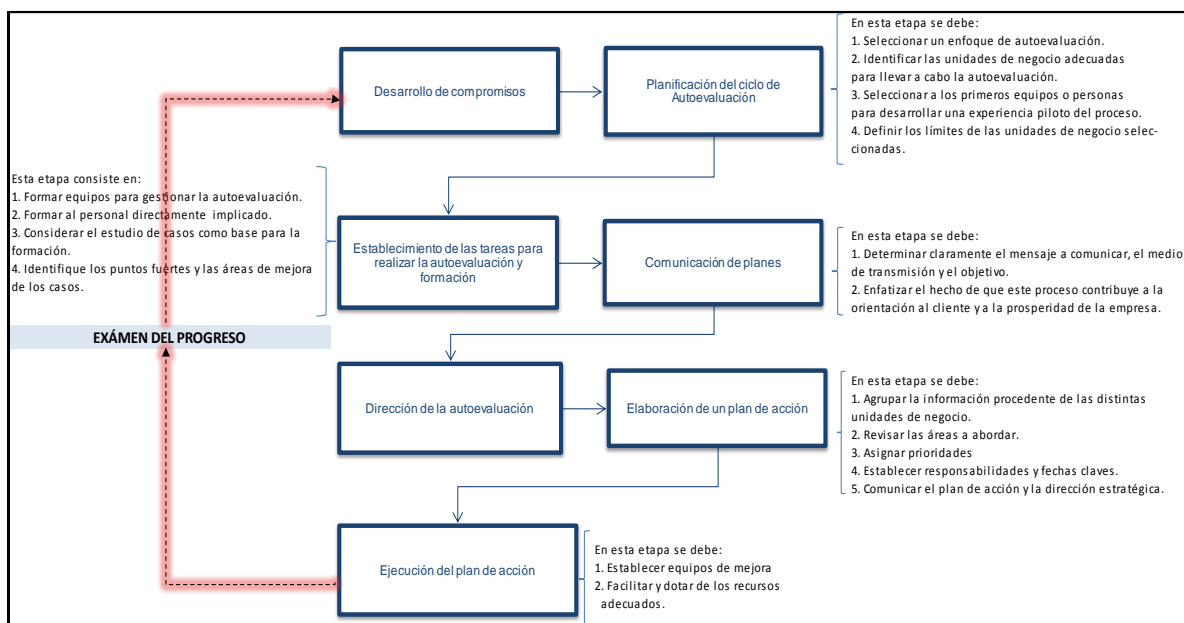 Desarrollo de compromisos
Planificación del ciclo de
Autoevaluación
En esta etapa se debe:
1. Seleccionar un enfoque de autoevaluación.
2. Identificar las unidades de negocio adecuadas
para llevar a cabo la autoevaluación.
3. Seleccionar a los primeros equipos o personas
para desarrollar una experiencia piloto del proceso.
4. Definir los límites de las unidades de negocio selec-
cionadas.
Esta etapa consiste en:
1. Formar equipos para gestionar la autoevaluación.
2. Formar al personal directamente implicado.
3. Considerar el estudio de casos como base para la
formación.
4. Identifique los puntos fuertes y las áreas de mejora
de los casos.
Establecimiento de las tareas para
realizar la autoevaluación y
formación
Comunicación de planes
En esta etapa se debe:
1. Determinar claramente el mensaje a comunicar, el medio
de transmisión y el objetivo.
2. Enfatizar el hecho de que este proceso contribuye a la
orientación al cliente y a la prosperidad de la empresa.
EXÁMEN DEL PROGRESO
Dirección de la autoevaluación
Elaboración de un plan de acción
En esta etapa se debe:
1. Agrupar la información procedente de las distintas
unidades de negocio.
2. Revisar las áreas a abordar.
3. Asignar prioridades
4. Establecer responsabilidades y fechas claves.
5. Comunicar el plan de acción y la dirección estratégica.
Ejecución del plan de acción
En esta etapa se debe:
1. Establecer equipos de mejora
2. Facilitar y dotar de los recursos
adecuados.